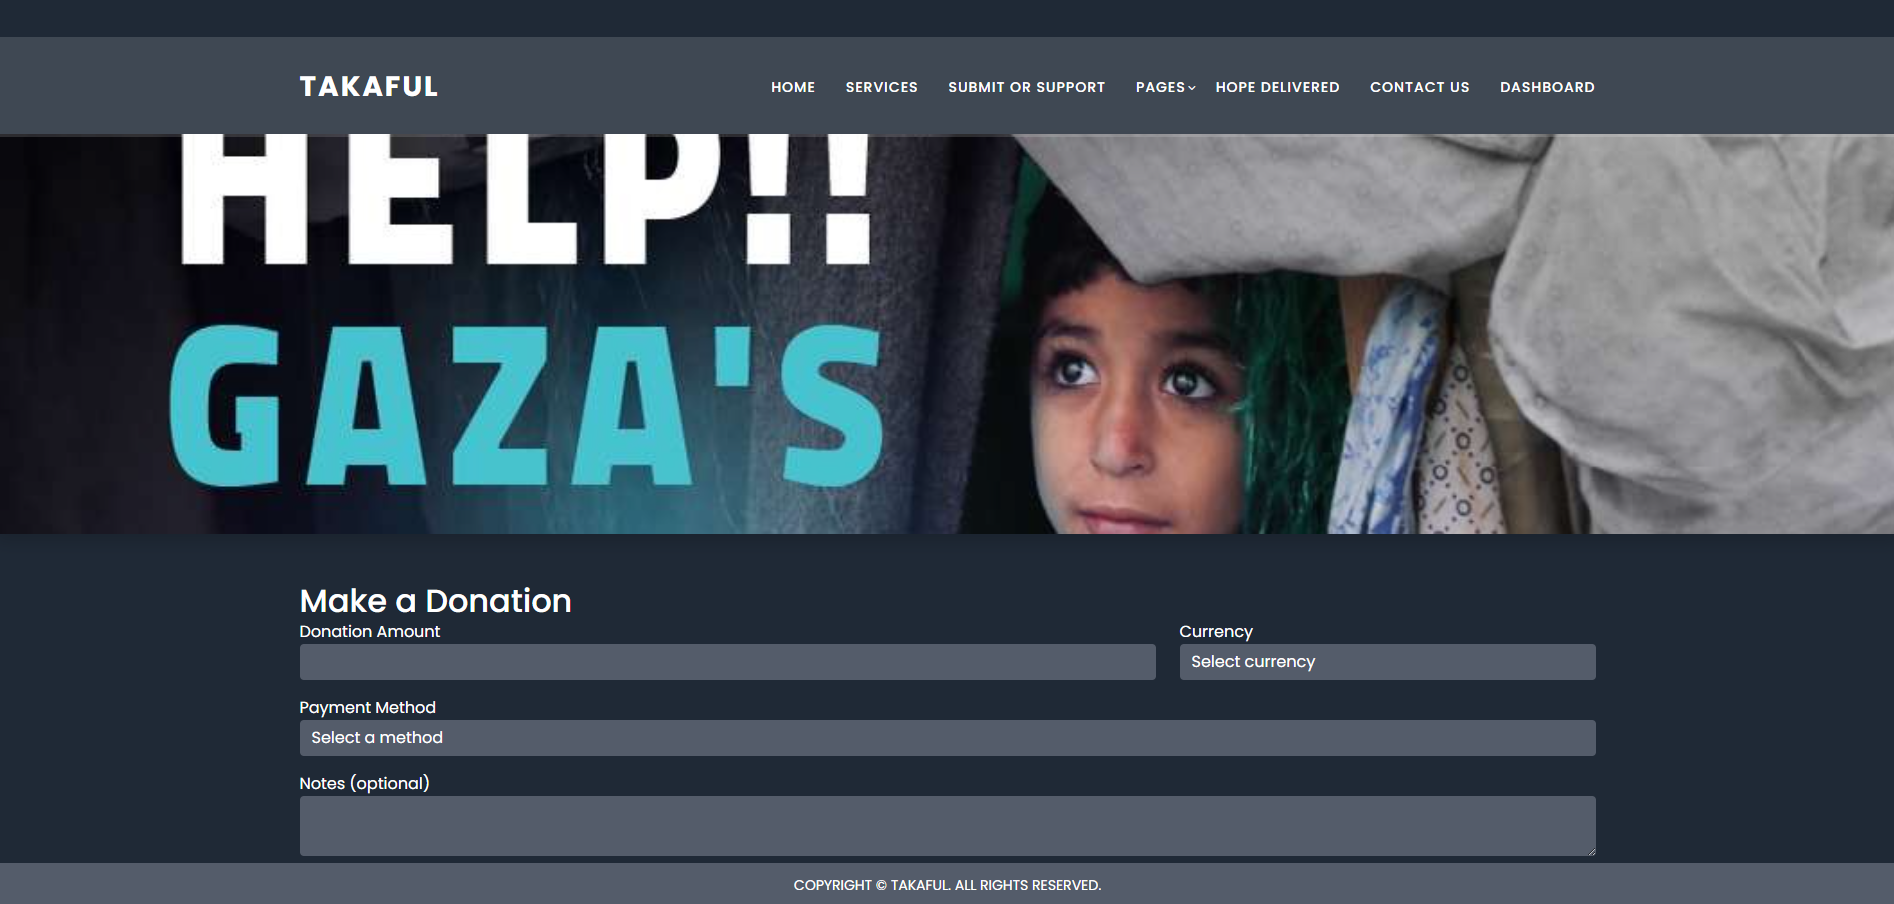 TAKAFUL
HOME SERVICES SUBMIT OR SUPPORT PAGES HOPE DELIVERED CONTACT US DASHBOARD
HELP!!
GAZA'S
Make a Donation
Donation Amount
Currency
Select currency
Payment Method
Select a method
Notes (optional)
COPYRIGHT © TAKAFUL. ALL RIGHTS RESERVED.